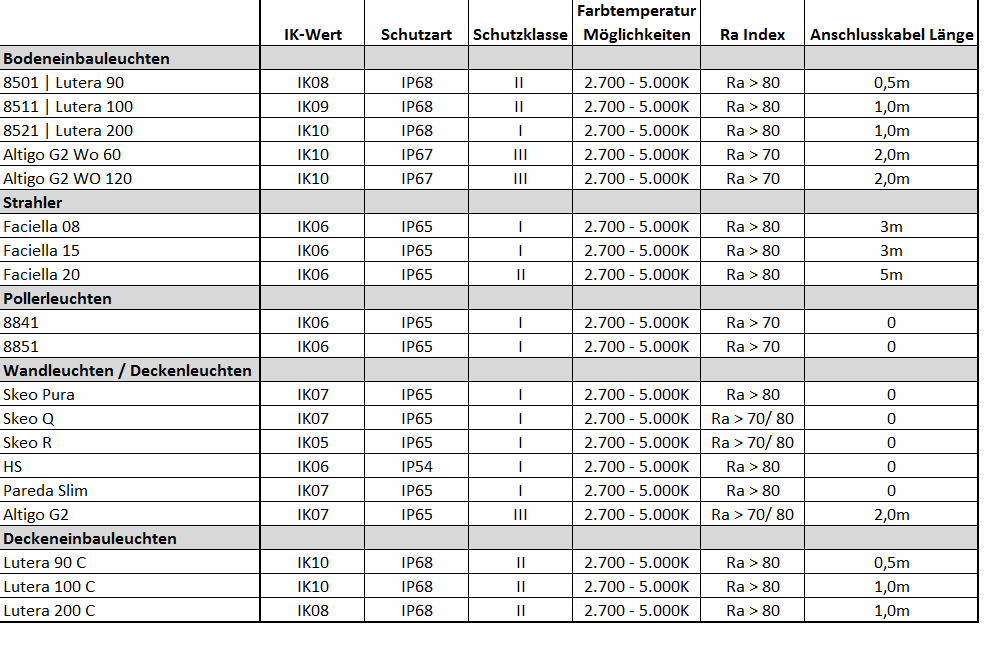 Farbtemperatur
IK-Wert Schutzart Schutzklasse Möglichkeiten Ra Index Anschlusskabel Länge
Bodeneinbauleuchten
8501 | Lutera 90 IK08 IP68 II 2.700 - 5.000K Ra > 80 0,5m
8511 | Lutera 100 IK09 IP68 II 2.700 - 5.000K Ra > 80 1,0m
8521 | Lutera 200 IK10 IP68 I 2.700 - 5.000K Ra > 80 1,0m
Altigo G2 Wo 60 IK10 IP67 III 2.700 - 5.000K Ra > 70 2,0m
Altigo G2 WO 120 IK10 IP67 III 2.700 - 5.000K Ra > 70 2,0m
Strahler
Faciella 08 IK06 IP65 I 2.700 - 5.000K Ra > 80 3m
Faciella 15 IK06 IP65 I 2.700 - 5.000K Ra > 80 3m
Faciella 20 IK06 IP65 II 2.700 - 5.000K Ra > 80 5m
Pollerleuchten
8841 IK06 IP65 I 2.700 - 5.000K Ra > 70 0
8851 IK06 IP65 I 2.700 - 5.000K Ra > 70 0
Wandleuchten / Deckenleuchten
Skeo Pura IK07 IP65 I 2.700 - 5.000K Ra > 80 0
Skeo Q IK07 IP65 I 2.700 - 5.000K Ra > 70/ 80 0
Skeo R IK05 IP65 I 2.700 - 5.000K Ra > 70/ 80 0
HS IK06 IP54 I 2.700 - 5.000K Ra > 80 0
Pareda Slim IK07 IP65 I 2.700 - 5.000K Ra > 80 0
Altigo G2 IK07 IP65 III 2.700 - 5.000K Ra > 70/ 80 2,0m
Deckeneinbauleuchten
Lutera 90 C IK10 IP68 II 2.700 - 5.000K Ra > 80 0,5m
Lutera 100 C IK10 IP68 II 2.700 - 5.000K Ra > 80 1,0m
Lutera 200 C IK08 IP68 II 2.700 - 5.000K Ra > 80 1,0m